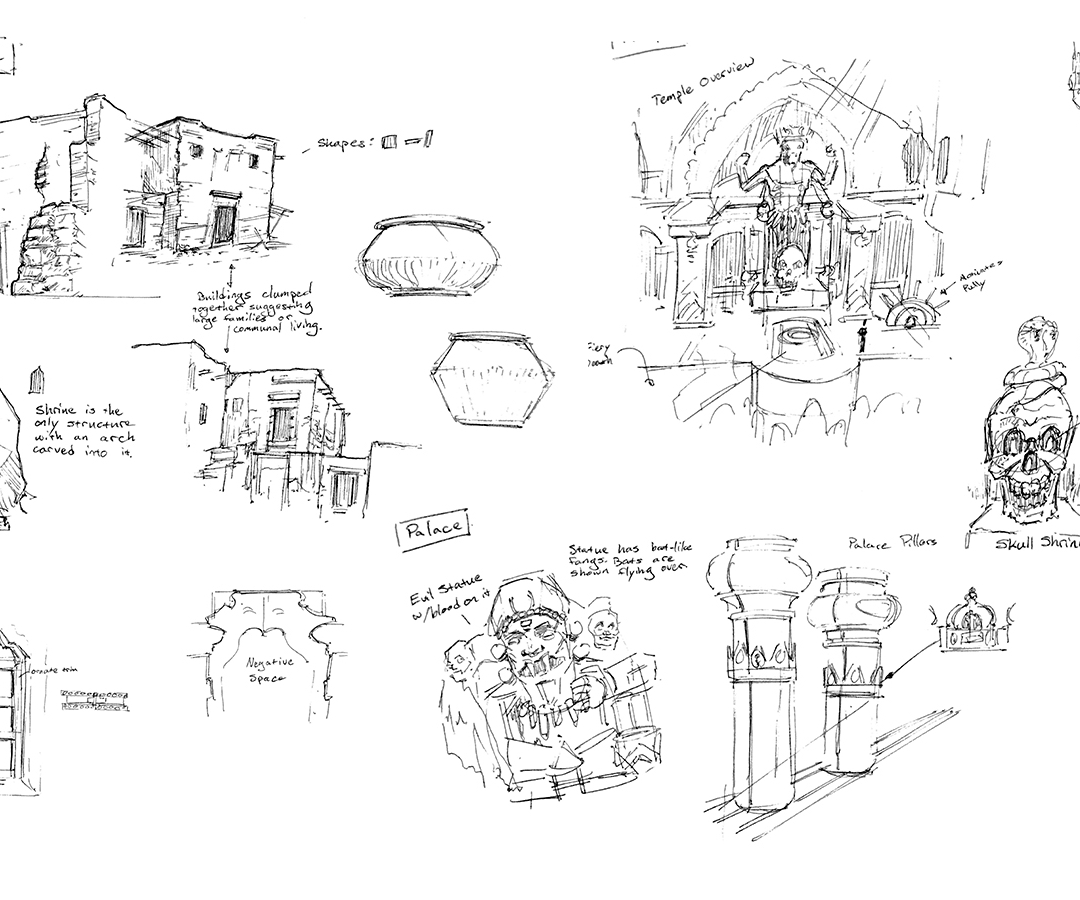 Temple Overview
Shapes:
Buildings clumped
together suggesting
large families or
communal living.
Pully
Shrine is the
only structure
with an arch
carved into it.
Palace
Statue has bat-like
fangs. Bats are
shown flying over
Palace Pillars
Skull Shrin
Evil Statue
w/blood on it
Negative
Space
ornate trim